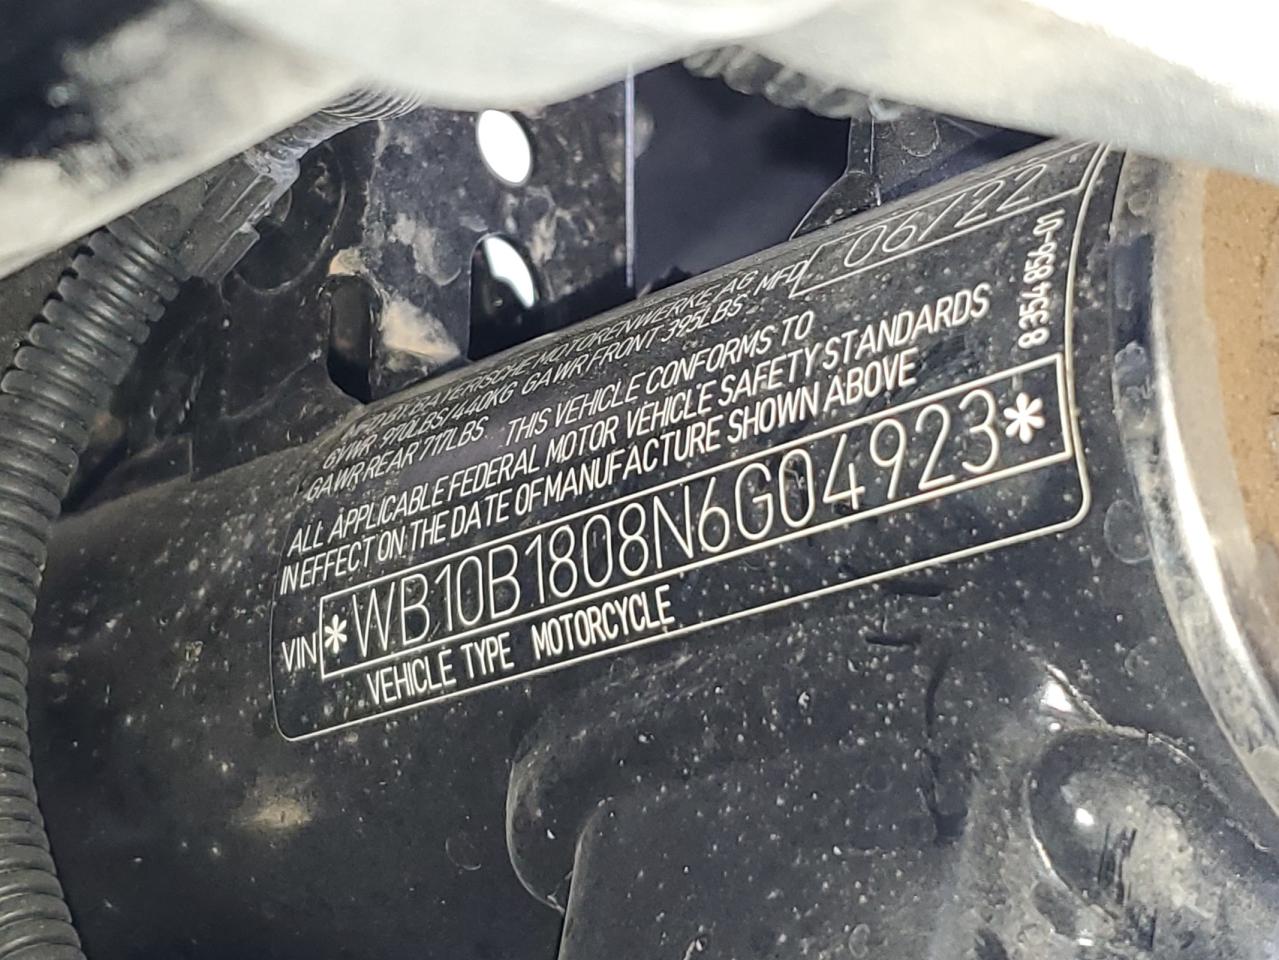 MFD BY: BAYERISCHE MOTORENWERKE AG MFD 06/22
GVWR 970LBS/440KG GAWR FRONT 395LBS
GAWR REAR 717LBS THIS VEHICLE CONFORMS TO
ALL APPLICABLE FEDERAL MOTOR VEHICLE SAFETY STANDARDS
IN EFFECT ON THE DATE OF MANUFACTURE SHOWN ABOVE
VIN *WB10B1808N6G04923*
VEHICLE TYPE MOTORCYCLE
8354856-01